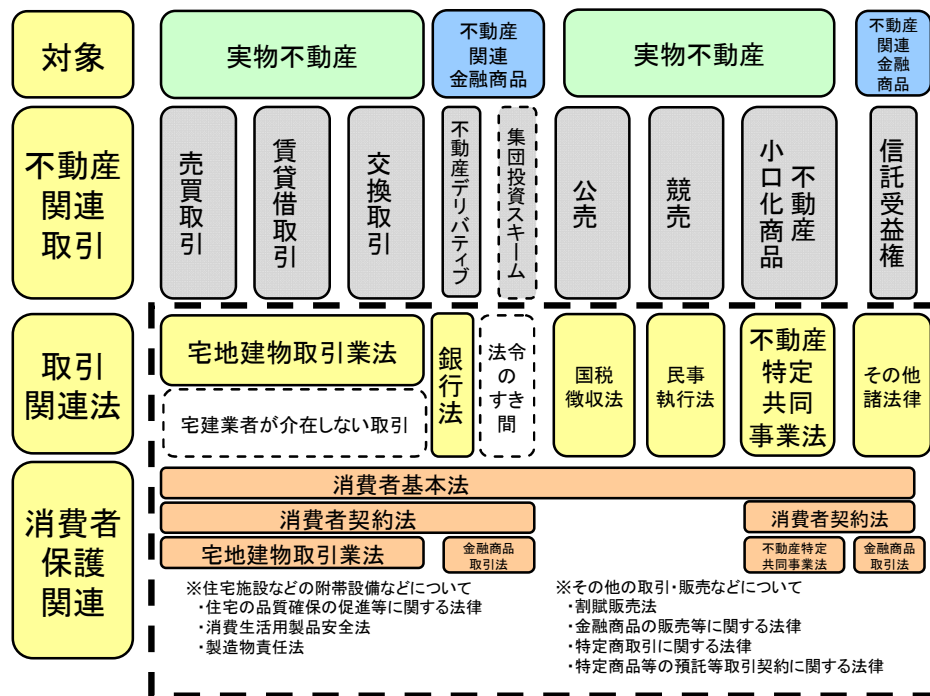 対象
実物不動産
不動産
関連
金融商品
実物不動産
不動産
関連
金融
商品
不動産
関連
取引
売買取引
賃貸借取引
交換取引
不動産デリバティブ
集団投資スキーム
公売
競売
不動産
小口化商品
信託受益権
取引
関連法
宅地建物取引業法
宅建業者が介在しない取引
銀行法
法令
の
すき
間
国税
徴収法
民事
執行法
不動産
特定
共同
事業法
その他
諸法律
消費者
保護
関連
消費者基本法
消費者契約法
消費者契約法
宅地建物取引業法
金融商品
取引法
不動産特定
共同事業法
金融商品
取引法
※住宅施設などの附帯設備などについて
・住宅の品質確保の促進等に関する法律
・消費生活用製品安全法
・製造物責任法
※その他の取引・販売などについて
・割賦販売法
・金融商品の販売等に関する法律
・特定商取引に関する法律
・特定商品等の預託等取引契約に関する法律